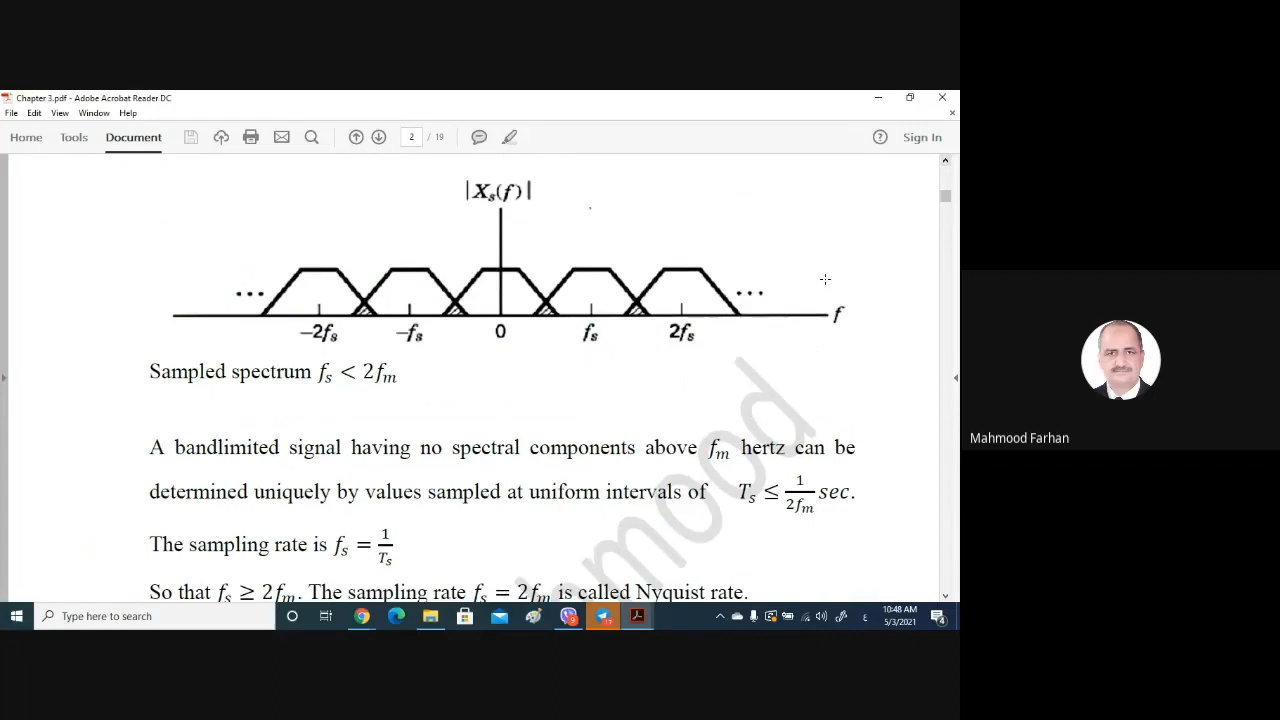 Chapter 3.pdf - Adobe Acrobat Reader DC
File Edit View Window Help
Home Tools Document 2 / 19 Sign In
|Xs(f)|
... ...
−2fs −fs 0 fs 2fs f
Sampled spectrum fs < 2fm
A bandlimited signal having no spectral components above fm hertz can be
determined uniquely by values sampled at uniform intervals of Ts ≤ 1/2fm sec.
The sampling rate is fs = 1/Ts
So that fs ≥ 2fm. The sampling rate fs = 2fm is called Nyquist rate.
Mahmood Farhan
Type here to search
9 17 ع 10:48 AM 4
5/3/2021